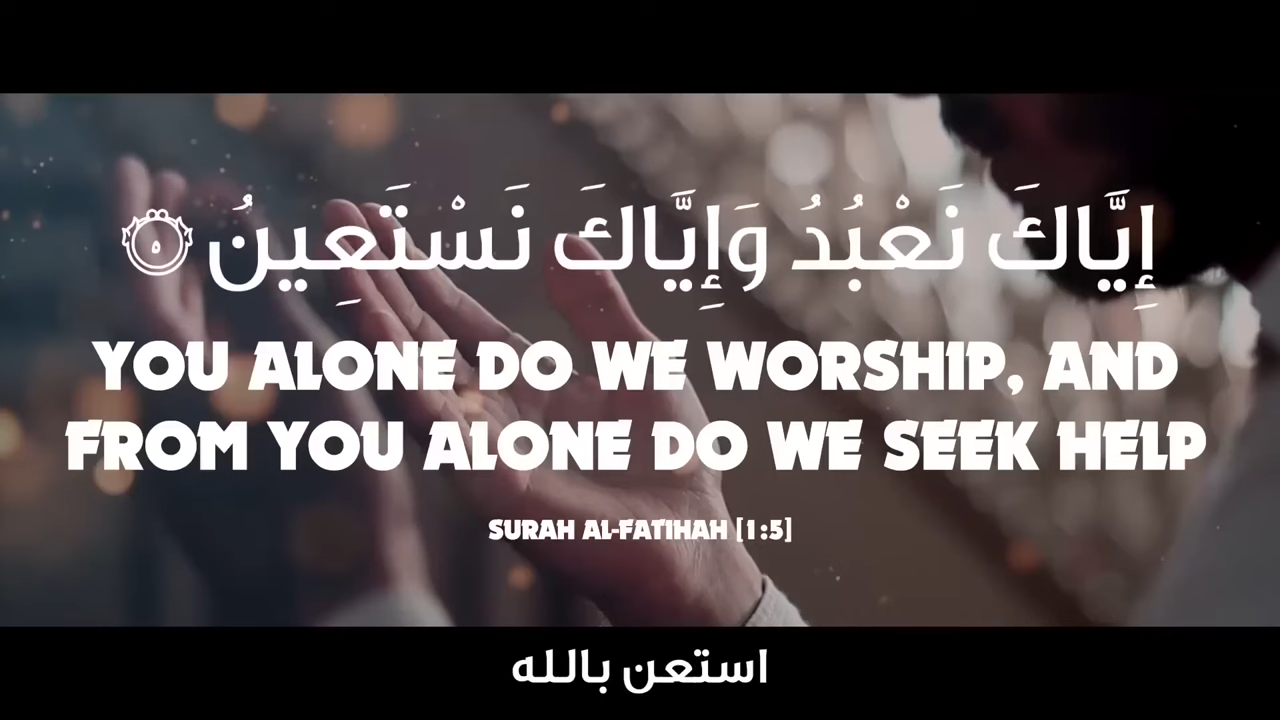 إِيَّاكَ نَعْبُدُ وَإِيَّاكَ نَسْتَعِينُ ۝٥
YOU ALONE DO WE WORSHIP, AND
FROM YOU ALONE DO WE SEEK HELP
SURAH AL-FATIHAH [1:5]
استعن بالله